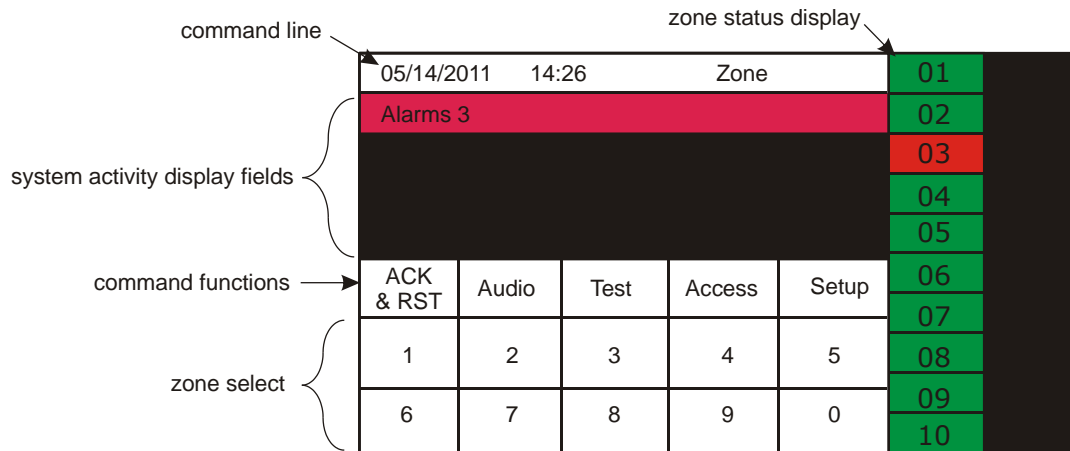 zone status display
command line
05/14/2011 14:26 Zone
Alarms 3
system activity display fields
command functions
ACK & RST
Audio
Test
Access
Setup
zone select
1 2 3 4 5
6 7 8 9 0
01
02
03
04
05
06
07
08
09
10